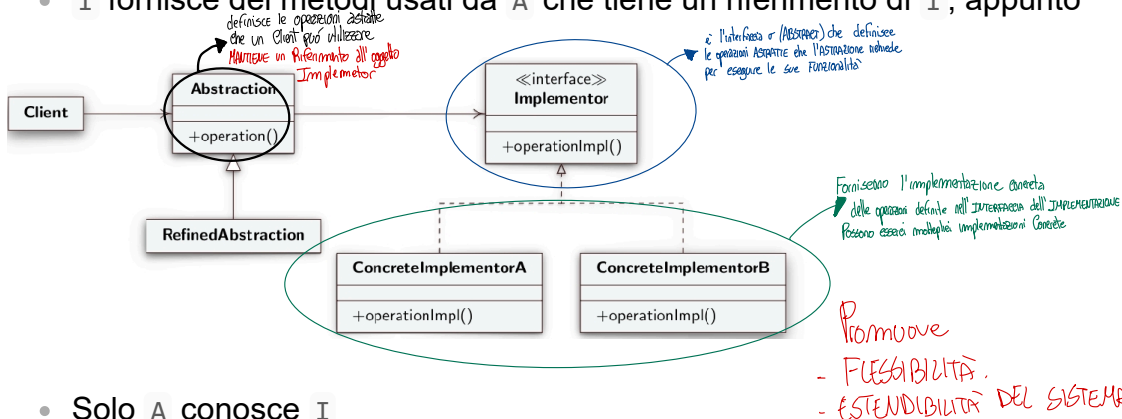 I fornisce dei metodi usati da A che tiene un riferimento di I, appunto
definisce le operazioni astratte
che un Client può utilizzare
MANTIENE un Riferimento all'oggetto
Implemetor
è l'interfaccia o (ABSTRACT) che definisce
le operazioni ASTRATTE che l'ASTRAZIONE richiede
per eseguire le sue FUNZIONALITÀ
Client
Abstraction
+operation()
≪interface≫
Implementor
+operationImpl()
Forniscono l'implementazione concreta
delle operazioni definite nell'INTERFACCIA dell'IMPLEMENTAZIONE
Possono esserci molteplici implementazioni Concrete
RefinedAbstraction
ConcreteImplementorA
+operationImpl()
ConcreteImplementorB
+operationImpl()
Promuove
- FLESSIBILITÀ.
- ESTENDIBILITÀ DEL SISTEMA
Solo A conosce I